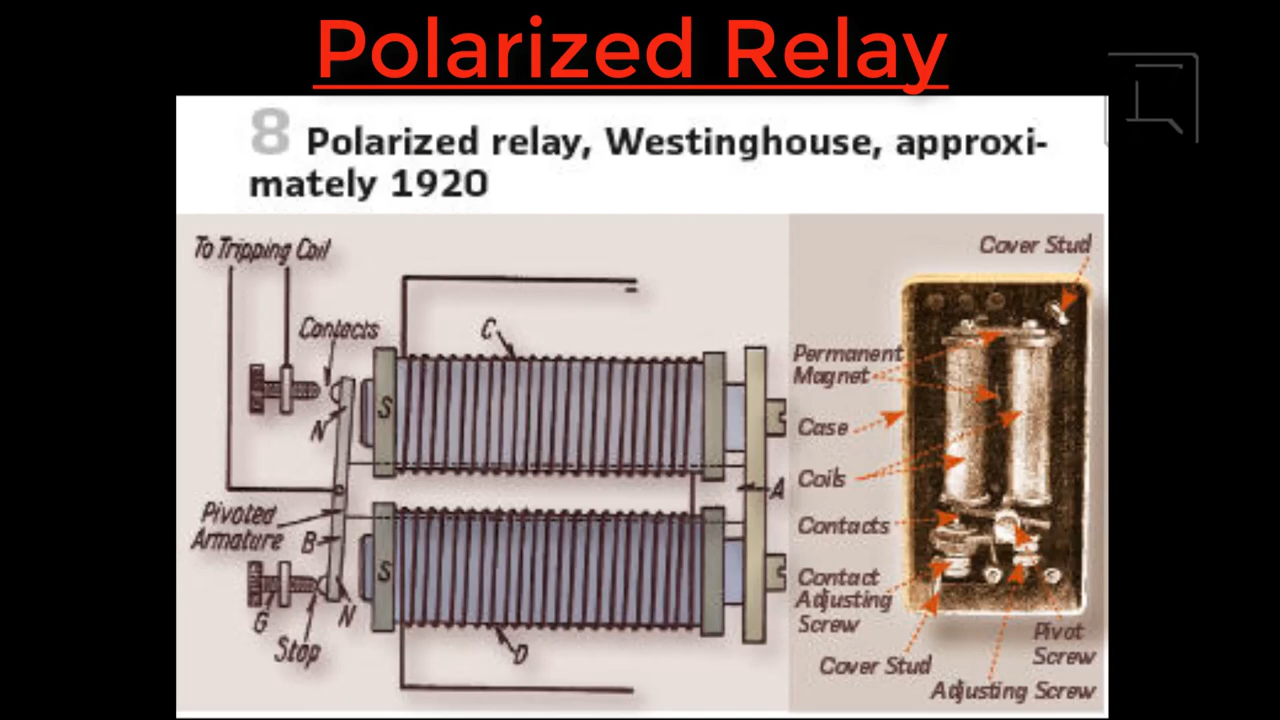 Polarized Relay
8 Polarized relay, Westinghouse, approxi-
mately 1920
To Tripping Coil
Contacts
C
S
N
A
Pivoted
Armature
B
S
G
N
Stop
D
Cover Stud
Permanent
Magnet
Case
Coils
Contacts
Contact
Adjusting
Screw
Pivot
Screw
Cover Stud
Adjusting Screw